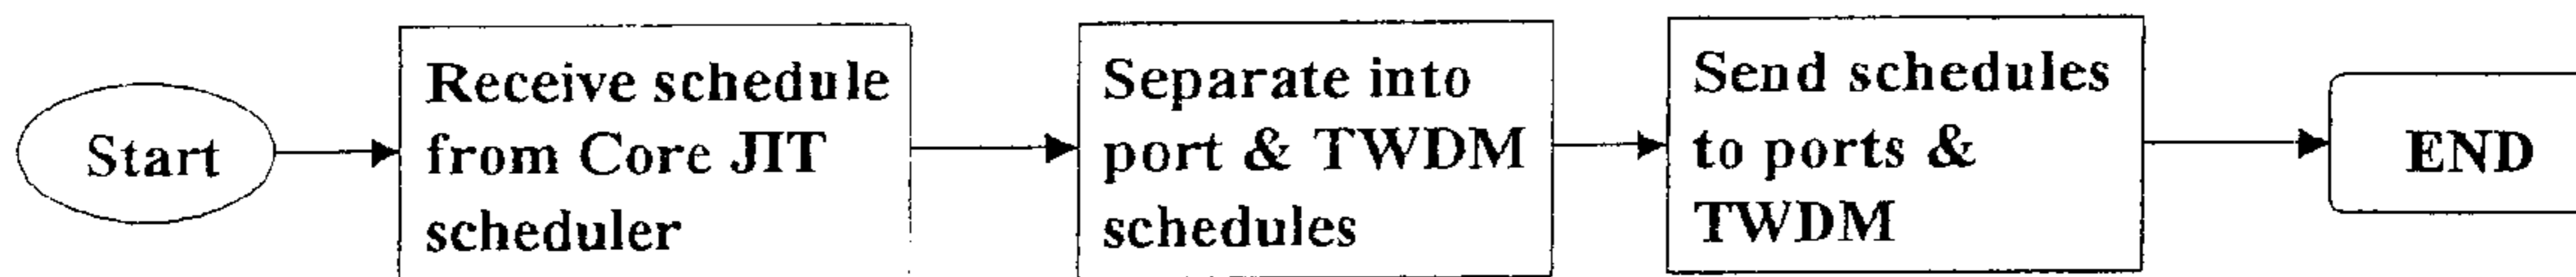 Start
Receive schedule
from Core JIT
scheduler
Separate into
port & TWDM
schedules
Send schedules
to ports &
TWDM
END